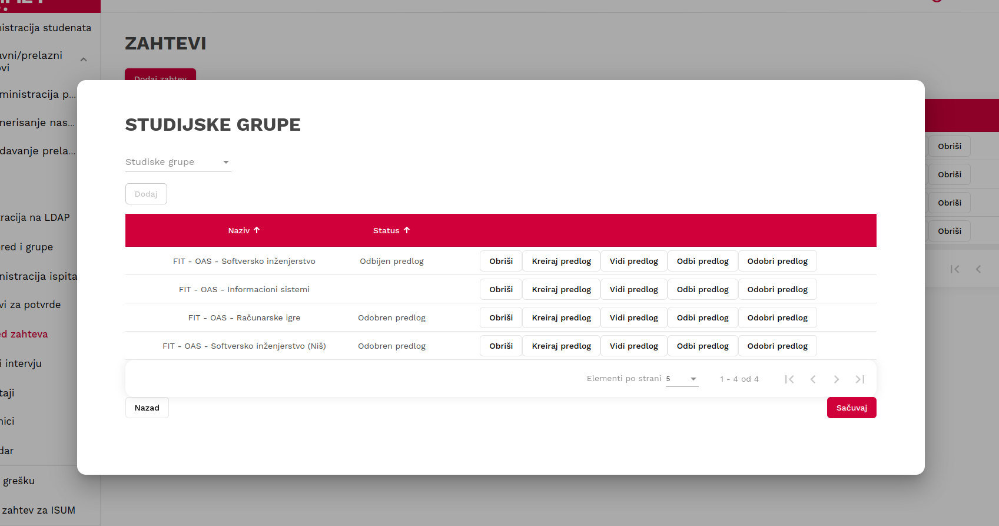 ZAHTEVI
Dodaj zahtev
STUDIJSKE GRUPE
Studiske grupe
Dodaj
Naziv Status
FIT - OAS - Softversko inženjerstvo Odbijen predlog Obriši Kreiraj predlog Vidi predlog Odbi predlog Odobri predlog
FIT - OAS - Informacioni sistemi Obriši Kreiraj predlog Vidi predlog Odbi predlog Odobri predlog
FIT - OAS - Računarske igre Odobren predlog Obriši Kreiraj predlog Vidi predlog Odbi predlog Odobri predlog
FIT - OAS - Softversko inženjerstvo (Niš) Odobren predlog Obriši Kreiraj predlog Vidi predlog Odbi predlog Odobri predlog
Elementi po strani 5 1 - 4 od 4
Nazad Sačuvaj
nistracija studenata
avni/prelazni
ovi
ministracija p...
nerisanje nas...
davanje prela...
racija na LDAP
red i grupe
nistracija ispita
vi za potvrde
ed zahteva
i intervju
taji
nici
dar
grešku
zahtev za ISUM
Obriši
Obriši
Obriši
Obriši